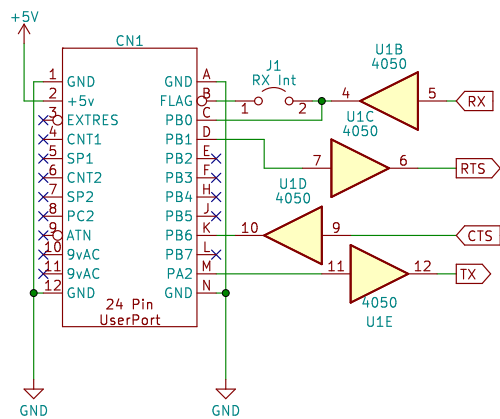 +5V
CN1
J1
RX Int
U1B
4050
1 GND GND A
2 +5v FLAG B 1 2 4 5 RX
3 EXTRES PB0 C
U1C
4050
4 CNT1 PB1 D
5 SP1 PB2 E
7 6 RTS
6 CNT2 PB3 F
U1D
4050
7 SP2 PB4 H
8 PC2 PB5 J
9 ATN PB6 K 10 9 CTS
10 9vAC PB7 L
11 9vAC PA2 M 11 12 TX
12 GND GND N
24 Pin
UserPort
4050
U1E
GND
GND